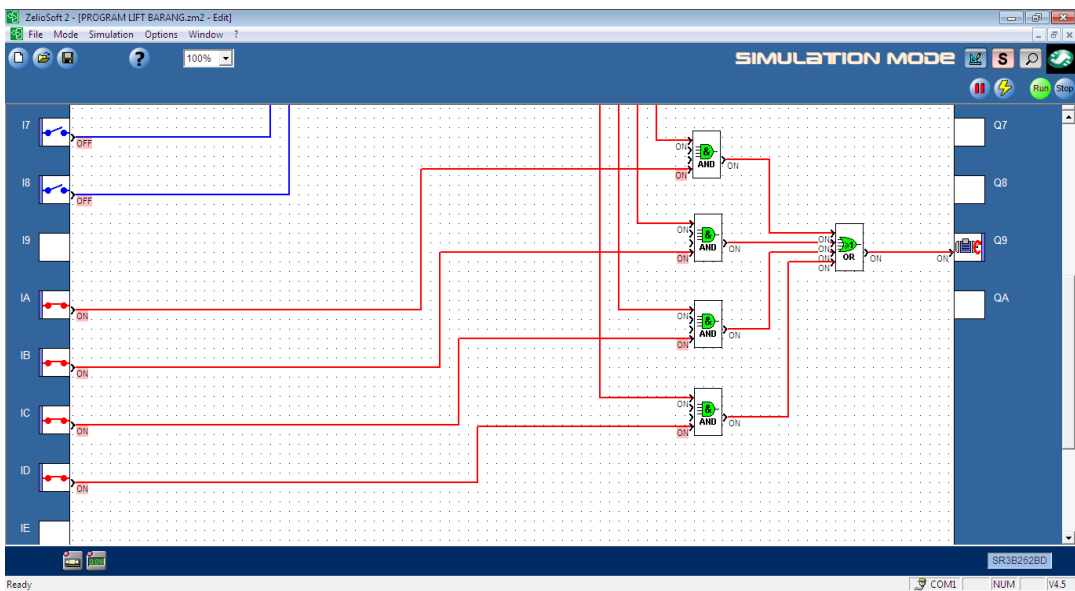 ZelioSoft 2 - [PROGRAM LIFT BARANG.zm2 - Edit]
File Mode Simulation Options Window ?
? 100% SIMULATION MODE S
Run Stop
I7 OFF
I8 OFF
I9
IA ON
IB ON
IC ON
ID ON
IE
ON & AND ON
ON
ON & AND ON
ON
ON & AND ON
ON
ON & AND ON
ON
ON ON ON ON >1 OR ON
ON
Q7
Q8
Q9
QA
SR3B262BD
Ready COM1 NUM V4.5